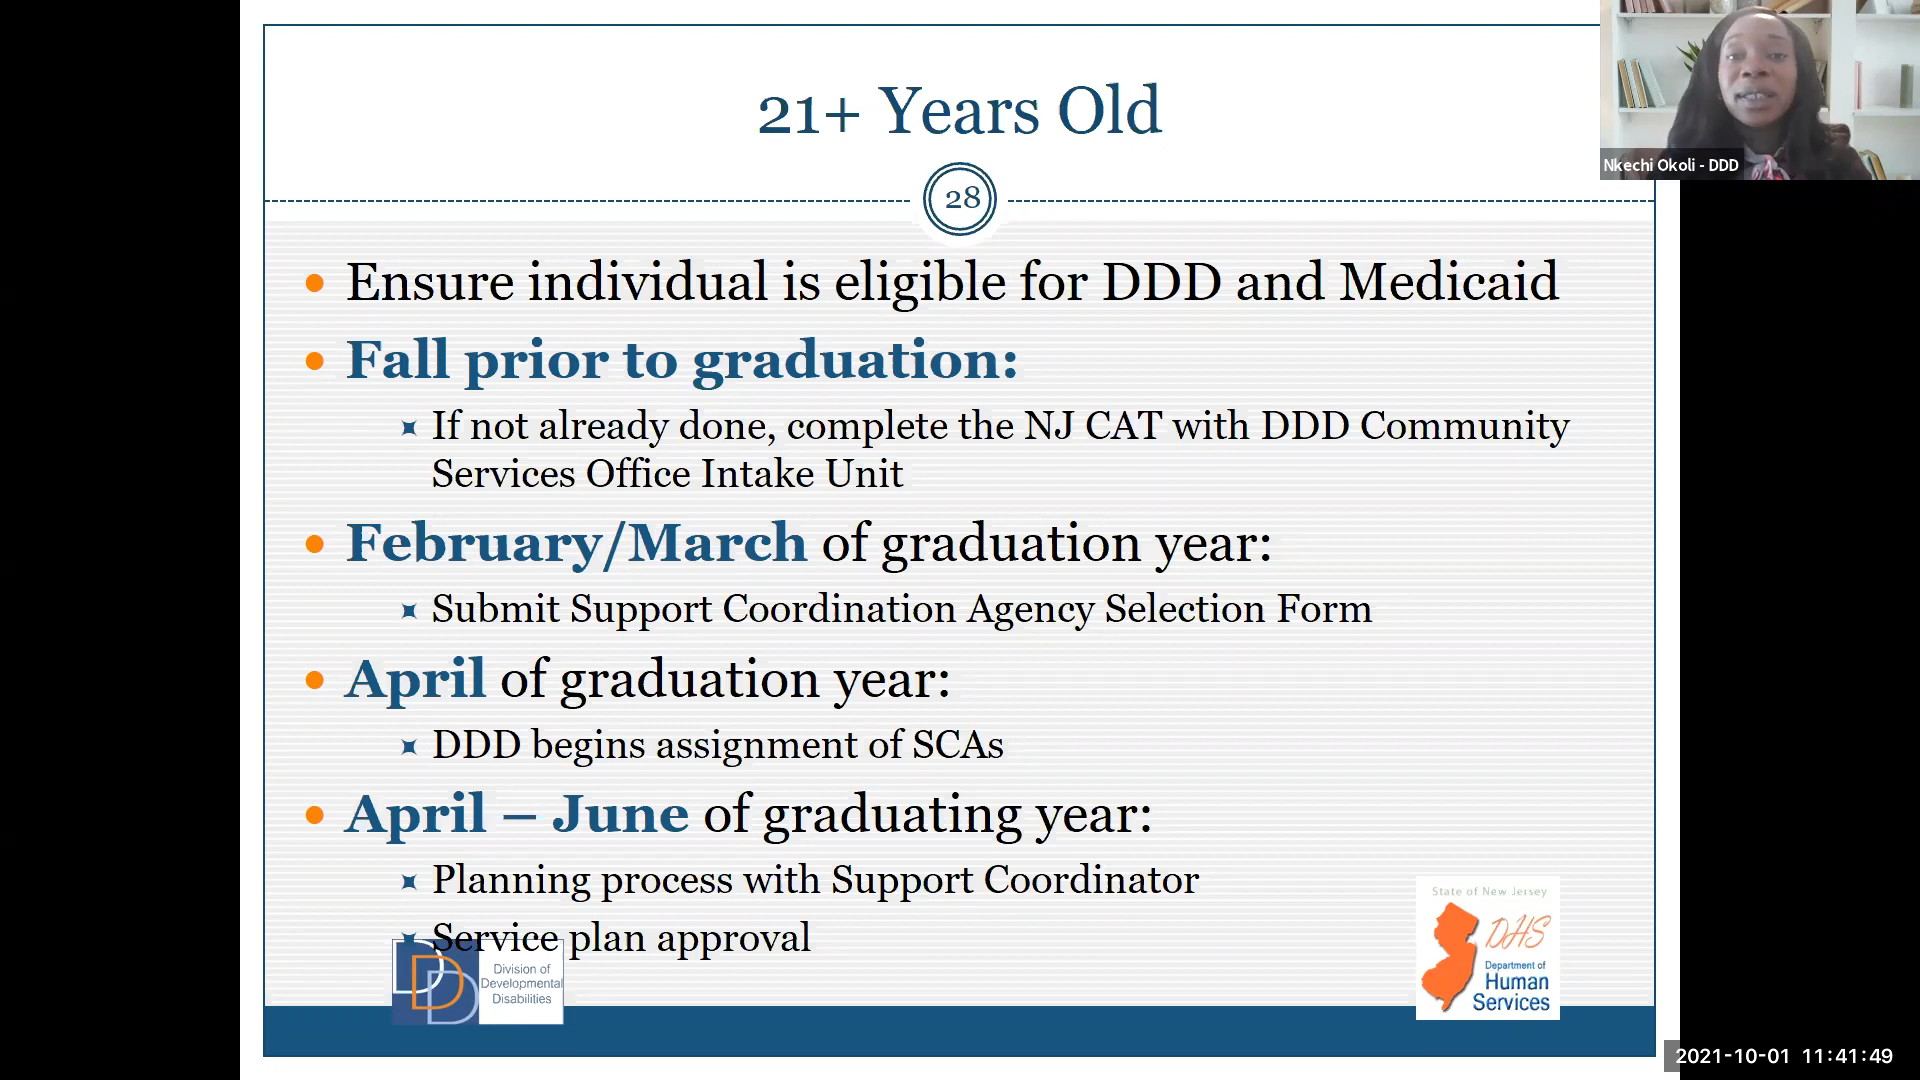 21+ Years Old
Nkechi Okoli - DDD
28
Ensure individual is eligible for DDD and Medicaid
Fall prior to graduation:
If not already done, complete the NJ CAT with DDD Community
Services Office Intake Unit
February/March of graduation year:
Submit Support Coordination Agency Selection Form
April of graduation year:
DDD begins assignment of SCAs
April – June of graduating year:
Planning process with Support Coordinator
Service plan approval
DDD
Division of
Developmental
Disabilities
State of New Jersey
DHS
Department of
Human
Services
2021-10-01 11:41:49